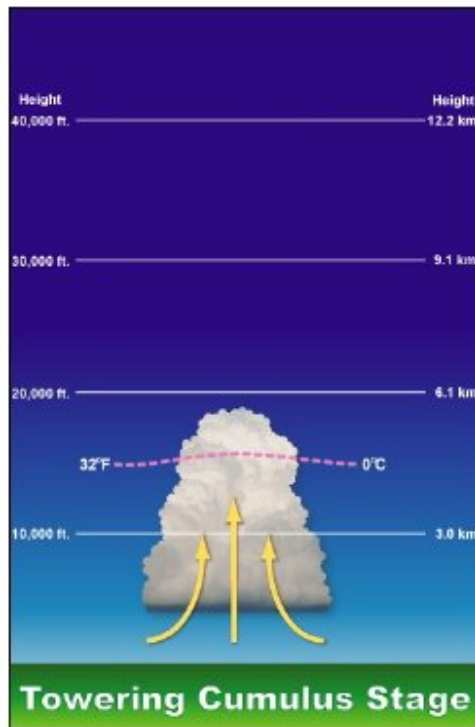 Height Height
40,000 ft. 12.2 km
30,000 ft. 9.1 km
20,000 ft. 6.1 km
32°F 0°C
10,000 ft. 3.0 km
Towering Cumulus Stage